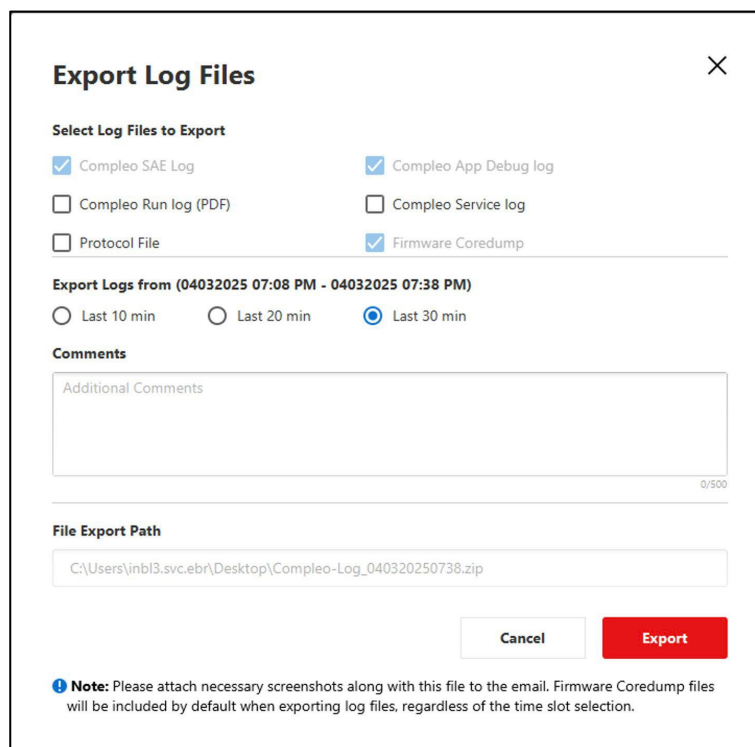 Export Log Files
Select Log Files to Export
Compleo SAE Log
Compleo App Debug log
Compleo Run log (PDF)
Compleo Service log
Protocol File
Firmware Coredump
Export Logs from (04032025 07:08 PM - 04032025 07:38 PM)
Last 10 min
Last 20 min
Last 30 min
Comments
Additional Comments
0/500
File Export Path
C:\Users\inbl3.svc.ebr\Desktop\Compleo-Log_040320250738.zip
Cancel
Export
Note: Please attach necessary screenshots along with this file to the email. Firmware Coredump files
will be included by default when exporting log files, regardless of the time slot selection.